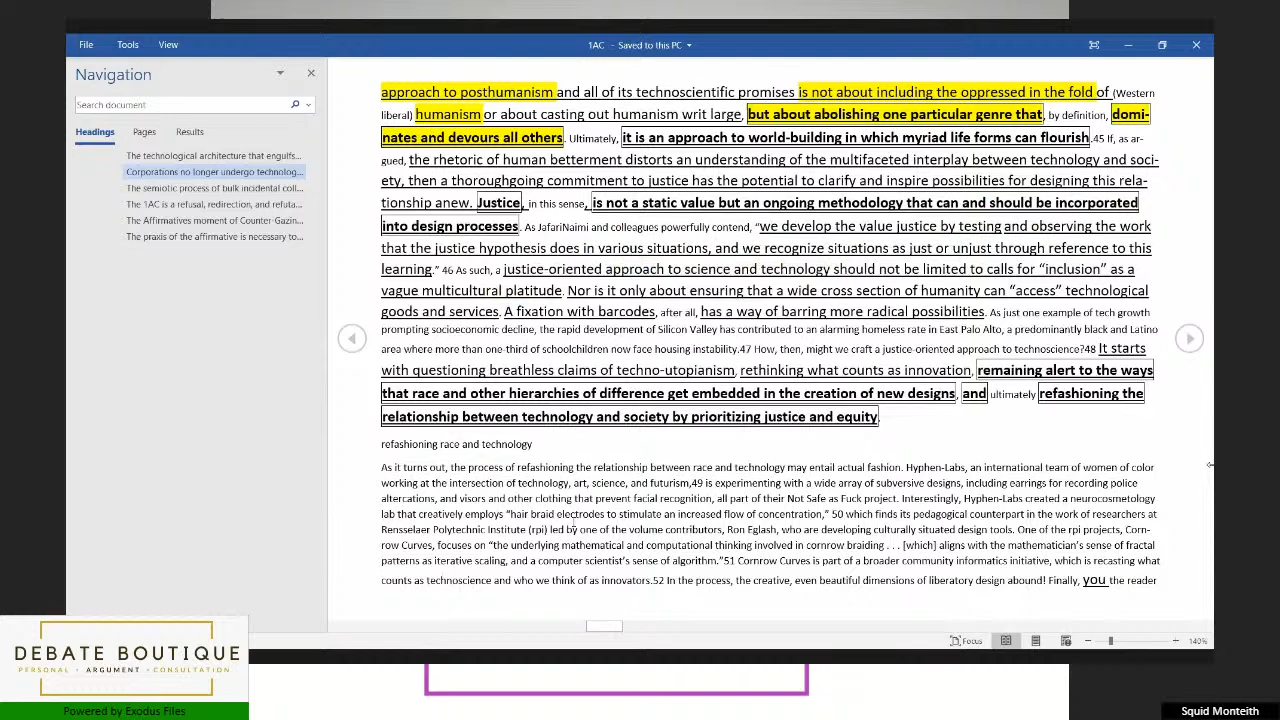 File Tools View
1AC - Saved to this PC
Navigation
Search document
Headings Pages Results
The technological architecture that engulfs...
Corporations no longer undergo technolog...
The semiotic process of bulk incidental coll...
The 1AC is a refusal, redirection, and refuta...
The Affirmatives moment of Counter-Gazin...
The praxis of the affirmative is necessary to...
approach to posthumanism and all of its technoscientific promises is not about including the oppressed in the fold of (Western
liberal) humanism or about casting out humanism writ large, but about abolishing one particular genre that, by definition, domi-
nates and devours all others. Ultimately, it is an approach to world-building in which myriad life forms can flourish.45 If, as ar-
gued, the rhetoric of human betterment distorts an understanding of the multifaceted interplay between technology and soci-
ety, then a thoroughgoing commitment to justice has the potential to clarify and inspire possibilities for designing this rela-
tionship anew. Justice, in this sense, is not a static value but an ongoing methodology that can and should be incorporated
into design processes. As JafariNaimi and colleagues powerfully contend, “we develop the value justice by testing and observing the work
that the justice hypothesis does in various situations, and we recognize situations as just or unjust through reference to this
learning.” 46 As such, a justice-oriented approach to science and technology should not be limited to calls for “inclusion” as a
vague multicultural platitude. Nor is it only about ensuring that a wide cross section of humanity can “access” technological
goods and services. A fixation with barcodes, after all, has a way of barring more radical possibilities. As just one example of tech growth
prompting socioeconomic decline, the rapid development of Silicon Valley has contributed to an alarming homeless rate in East Palo Alto, a predominantly black and Latino
area where more than one-third of schoolchildren now face housing instability.47 How, then, might we craft a justice-oriented approach to technoscience?48 It starts
with questioning breathless claims of techno-utopianism, rethinking what counts as innovation, remaining alert to the ways
that race and other hierarchies of difference get embedded in the creation of new designs, and ultimately refashioning the
relationship between technology and society by prioritizing justice and equity.
refashioning race and technology
As it turns out, the process of refashioning the relationship between race and technology may entail actual fashion. Hyphen-Labs, an international team of women of color
working at the intersection of technology, art, science, and futurism,49 is experimenting with a wide array of subversive designs, including earrings for recording police
altercations, and visors and other clothing that prevent facial recognition, all part of their Not Safe as Fuck project. Interestingly, Hyphen-Labs created a neurocosmetology
lab that creatively employs “hair braid electrodes to stimulate an increased flow of concentration,” 50 which finds its pedagogical counterpart in the work of researchers at
Rensselaer Polytechnic Institute (rpi) led by one of the volume contributors, Ron Eglash, who are developing culturally situated design tools. One of the rpi projects, Corn-
row Curves, focuses on “the underlying mathematical and computational thinking involved in cornrow braiding . . . [which] aligns with the mathematician’s sense of fractal
patterns as iterative scaling, and a computer scientist’s sense of algorithm.”51 Cornrow Curves is part of a broader community informatics initiative, which is recasting what
counts as technoscience and who we think of as innovators.52 In the process, the creative, even beautiful dimensions of liberatory design abound! Finally, you the reader
Focus 140%
DEBATE BOUTIQUE
PERSONAL • ARGUMENT • CONSULTATION
Powered by Exodus Files
Squid Monteith